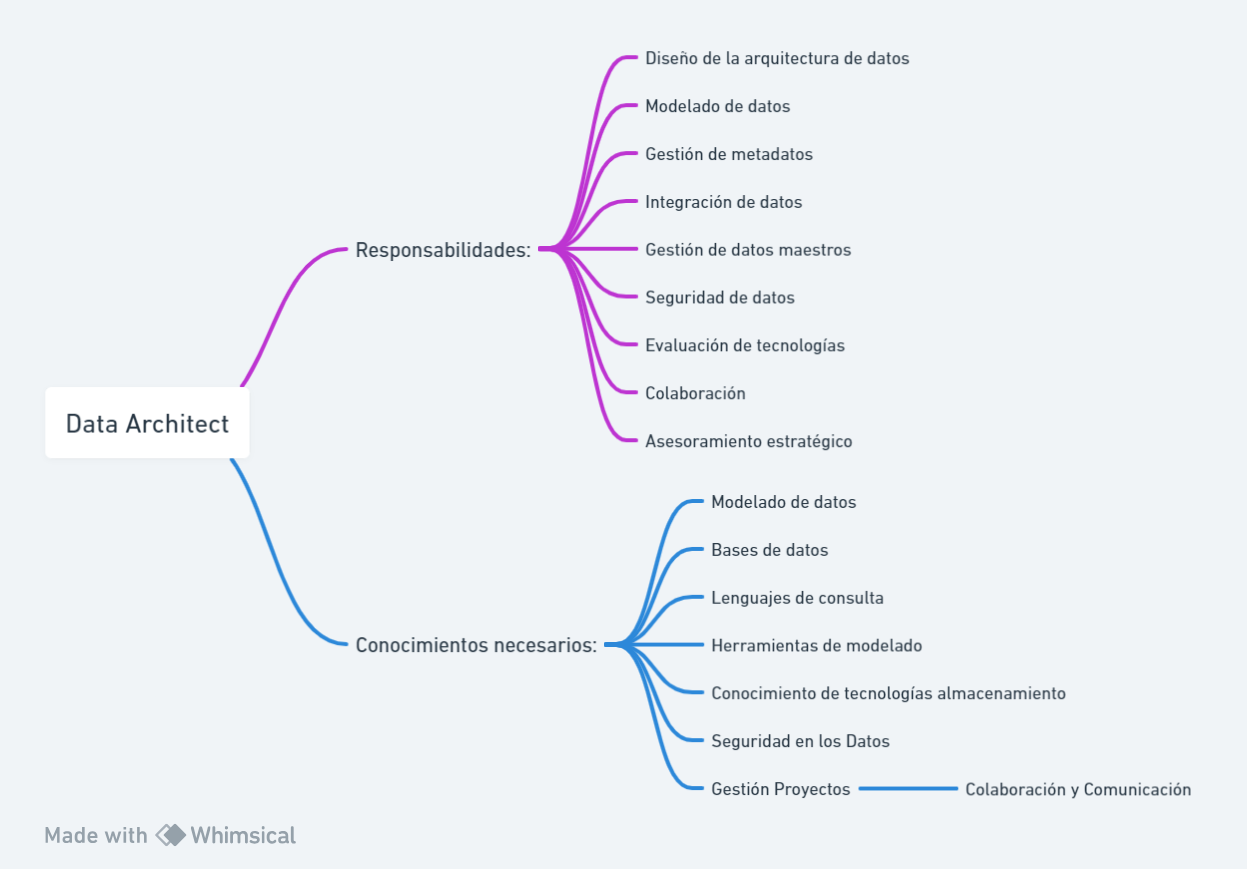 Data Architect
Responsabilidades:
Diseño de la arquitectura de datos
Modelado de datos
Gestión de metadatos
Integración de datos
Gestión de datos maestros
Seguridad de datos
Evaluación de tecnologías
Colaboración
Asesoramiento estratégico
Conocimientos necesarios:
Modelado de datos
Bases de datos
Lenguajes de consulta
Herramientas de modelado
Conocimiento de tecnologías almacenamiento
Seguridad en los Datos
Gestión Proyectos
Colaboración y Comunicación
Made with Whimsical